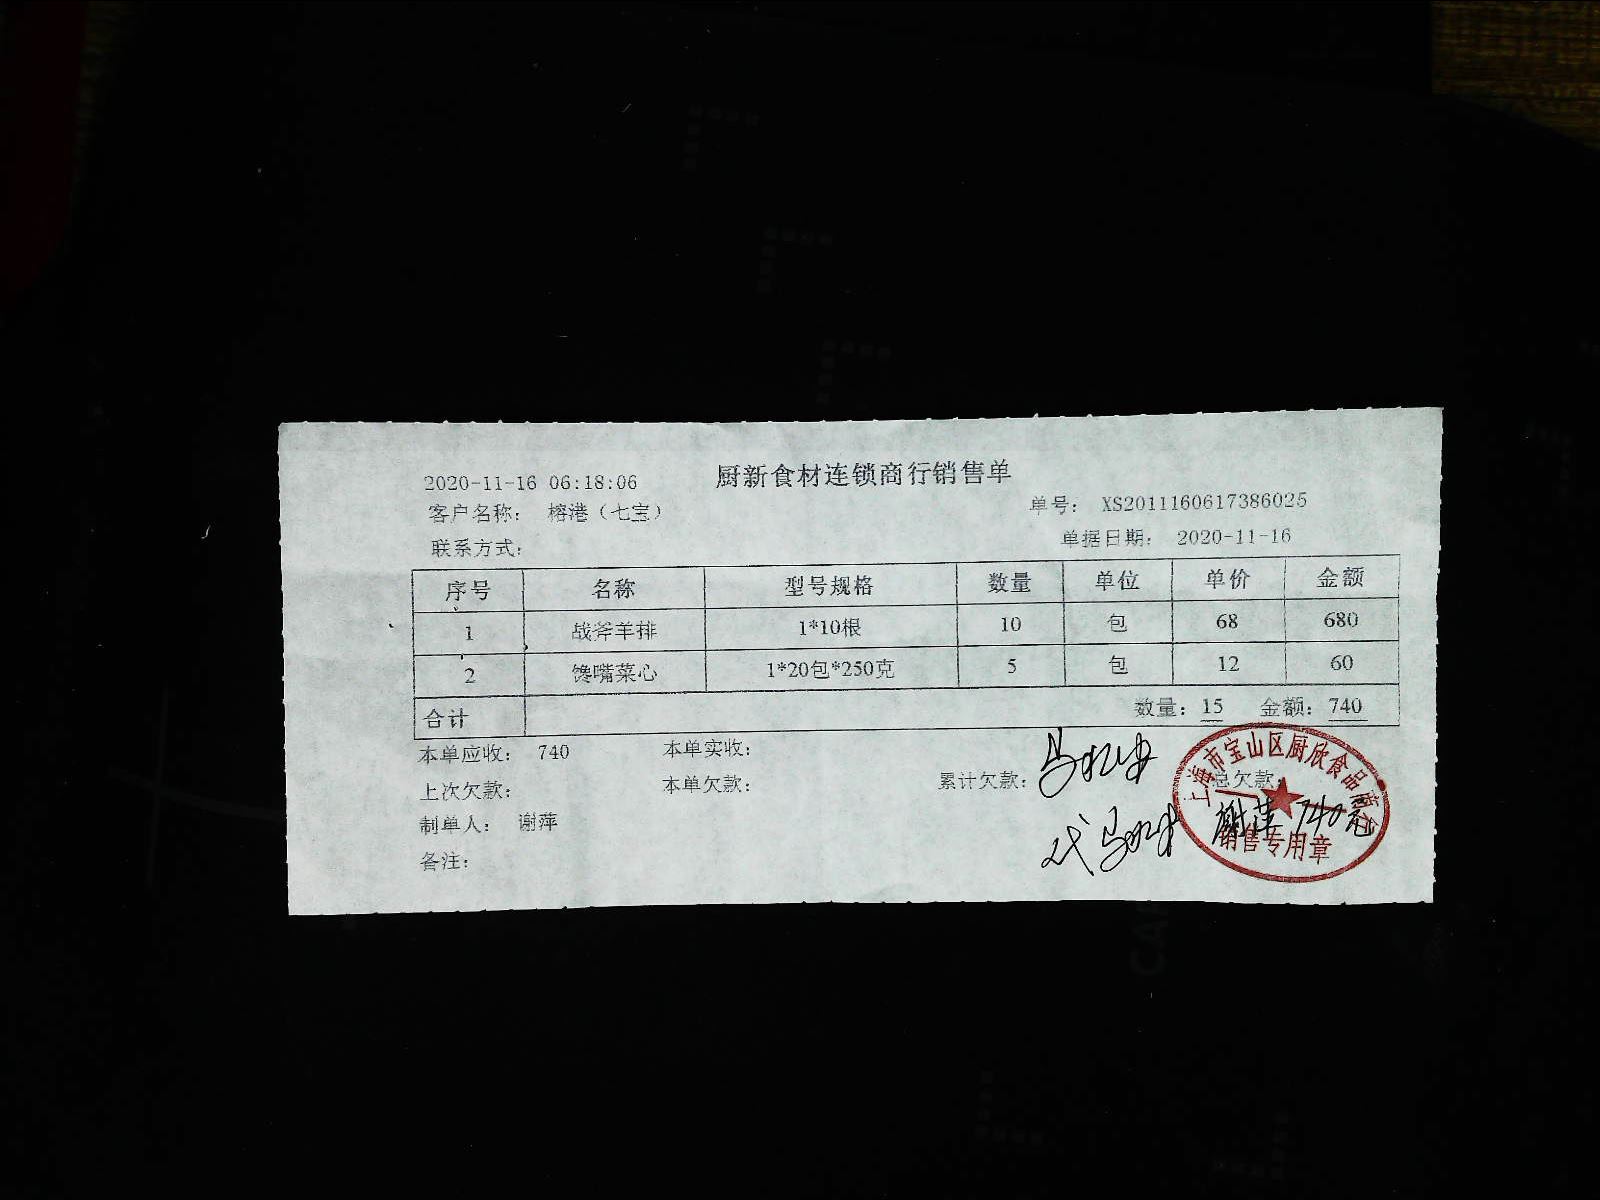 厨新食材连锁商行销售单
2020-11-16 06:18:06
单号： XS2011160617386025
客户名称： 榕港（七宝）
单据日期： 2020-11-16
联系方式：
序号 名称 型号规格 数量 单位 单价 金额
1 战斧羊排 1*10根 10 包 68 680
2 馋嘴菜心 1*20包*250克 5 包 12 60
合计 数量：15 金额：740
本单应收： 740 本单实收：
上次欠款： 本单欠款： 累计欠款： 总欠款
制单人： 谢萍
备注：
上海市宝山区厨欣食品商行
谢萍 740
销售专用章